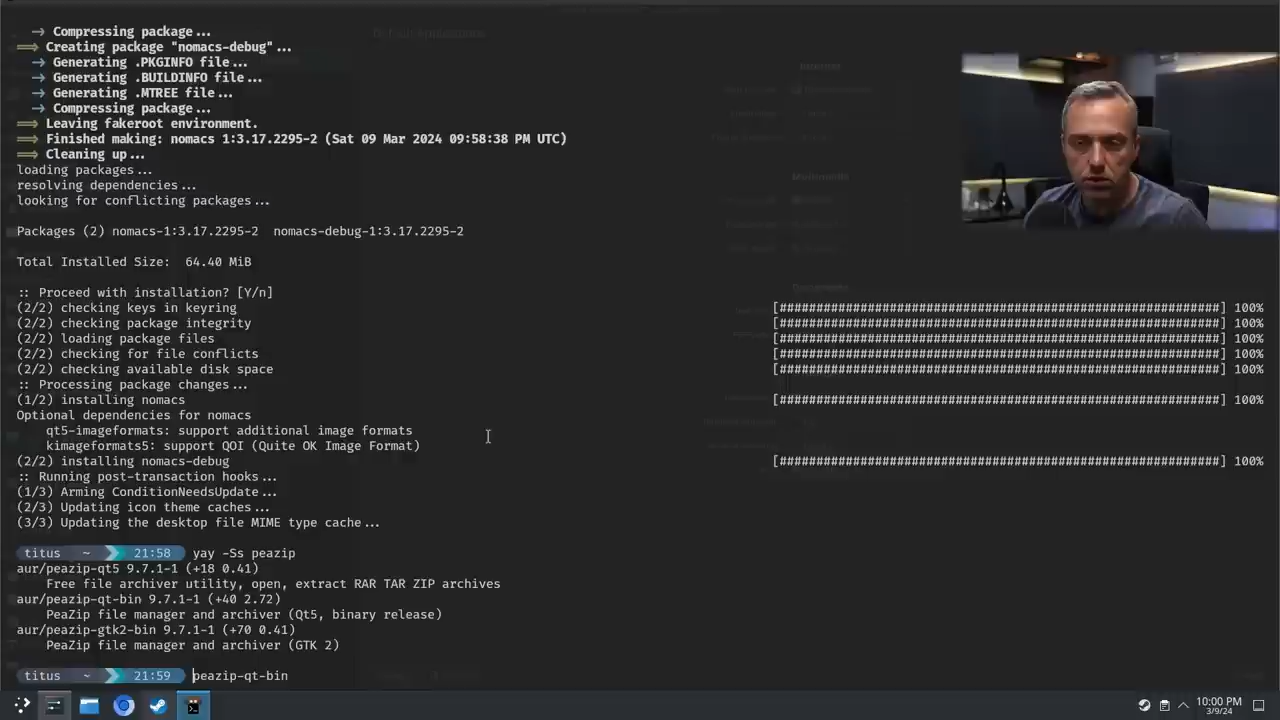 → Compressing package...
⟹ Creating package "nomacs-debug"...
→ Generating .PKGINFO file...
→ Generating .BUILDINFO file...
→ Generating .MTREE file...
→ Compressing package...
⟹ Leaving fakeroot environment.
⟹ Finished making: nomacs 1:3.17.2295-2 (Sat 09 Mar 2024 09:58:38 PM UTC)
⟹ Cleaning up...
loading packages...
resolving dependencies...
looking for conflicting packages...
Packages (2) nomacs-1:3.17.2295-2  nomacs-debug-1:3.17.2295-2
Total Installed Size:  64.40 MiB
:: Proceed with installation? [Y/n]
(2/2) checking keys in keyring [############################################################] 100%
(2/2) checking package integrity [############################################################] 100%
(2/2) loading package files [############################################################] 100%
(2/2) checking for file conflicts [############################################################] 100%
(2/2) checking available disk space [############################################################] 100%
:: Processing package changes...
(1/2) installing nomacs [############################################################] 100%
Optional dependencies for nomacs
qt5-imageformats: support additional image formats
kimageformats5: support QOI (Quite OK Image Format)
(2/2) installing nomacs-debug [############################################################] 100%
:: Running post-transaction hooks...
(1/3) Arming ConditionNeedsUpdate...
(2/3) Updating icon theme caches...
(3/3) Updating the desktop file MIME type cache...
titus ~ 21:58 yay -Ss peazip
aur/peazip-qt5 9.7.1-1 (+18 0.41)
Free file archiver utility, open, extract RAR TAR ZIP archives
aur/peazip-qt-bin 9.7.1-1 (+40 2.72)
PeaZip file manager and archiver (Qt5, binary release)
aur/peazip-gtk2-bin 9.7.1-1 (+70 0.41)
PeaZip file manager and archiver (GTK 2)
titus ~ 21:59 peazip-qt-bin
10:00 PM
3/9/24